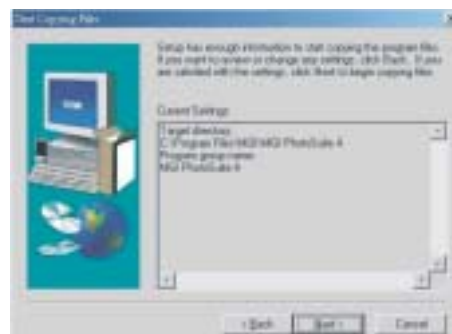 Start Copying Files
Setup has enough information to start copying the program files.
If you want to review or change any settings, click Back. If you
are satisfied with the settings, click Next to begin copying files.
Current Settings:
Target directory
C:\Program Files\MGI\MGI PhotoSuite 4
Program group name:
MGI PhotoSuite 4
< Back
Next >
Cancel